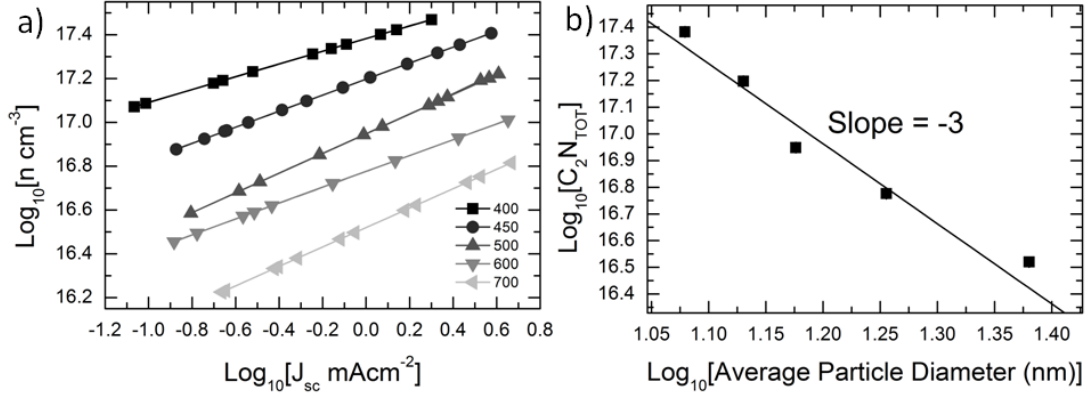 a)
Log10[n cm-3]
17.4
17.2
17.0
16.8
16.6
16.4
16.2
400
450
500
600
700
-1.2 -1.0 -0.8 -0.6 -0.4 -0.2 0.0 0.2 0.4 0.6 0.8
Log10[Jsc mAcm-2]
b)
Log10[C2NTOT]
17.4
17.3
17.2
17.1
17.0
16.9
16.8
16.7
16.6
16.5
16.4
Slope = -3
1.05 1.10 1.15 1.20 1.25 1.30 1.35 1.40
Log10[Average Particle Diameter (nm)]